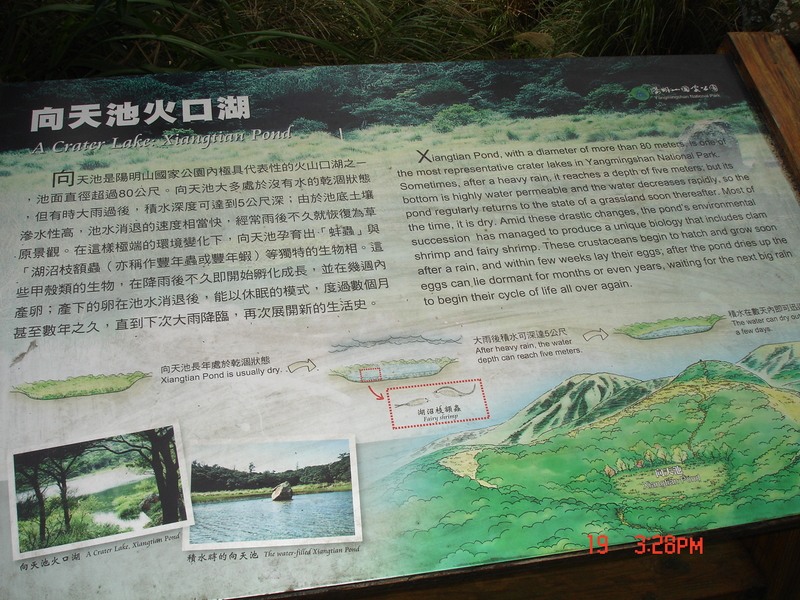 向天池火口湖
A Crater Lake: Xiangtian Pond
陽明山國家公園
Yangmingshan National Park
向天池是陽明山國家公園內極具代表性的火山口湖之一
，池面直徑超過80公尺。向天池大多處於沒有水的乾涸狀態
，但有時大雨過後，積水深度可達到5公尺深；由於池底土壤
滲水性高，池水消退的速度相當快，經常雨後不久就恢復為草
原景觀。在這樣極端的環境變化下，向天池孕育出「蚌蟲」與
「湖沼枝額蟲（亦稱作豐年蟲或豐年蝦）等獨特的生物相。這
些甲殼類的生物，在降雨後不久即開始孵化成長，並在幾週內
產卵；產下的卵在池水消退後，能以休眠的模式，度過數個月
甚至數年之久，直到下次大雨降臨，再次展開新的生活史。
Xiangtian Pond, with a diameter of more than 80 meters, is one of
the most representative crater lakes in Yangmingshan National Park.
Sometimes, after a heavy rain, it reaches a depth of five meters; but its
bottom is highly water permeable and the water decreases rapidly, so the
pond regularly returns to the state of a grassland soon thereafter. Most of
the time, it is dry. Amid these drastic changes, the pond's environmental
succession has managed to produce a unique biology that includes clam
shrimp and fairy shrimp. These crustaceans begin to hatch and grow soon
after a rain, and within few weeks lay their eggs, after the pond dries up the
eggs can lie dormant for months or even years, waiting for the next big rain
to begin their cycle of life all over again.
向天池長年處於乾涸狀態
Xiangtian Pond is usually dry.
大雨後積水可深達5公尺
After heavy rain, the water
depth can reach five meters.
積水在數天內即可迅
The water can dry ou
a few days.
湖沼枝額蟲
Fairy shrimp
向天池
Xiangtian Pond
向天池火口湖 A Crater Lake, Xiangtian Pond
積水時的向天池 The water-filled Xiangtian Pond
19 3:28PM